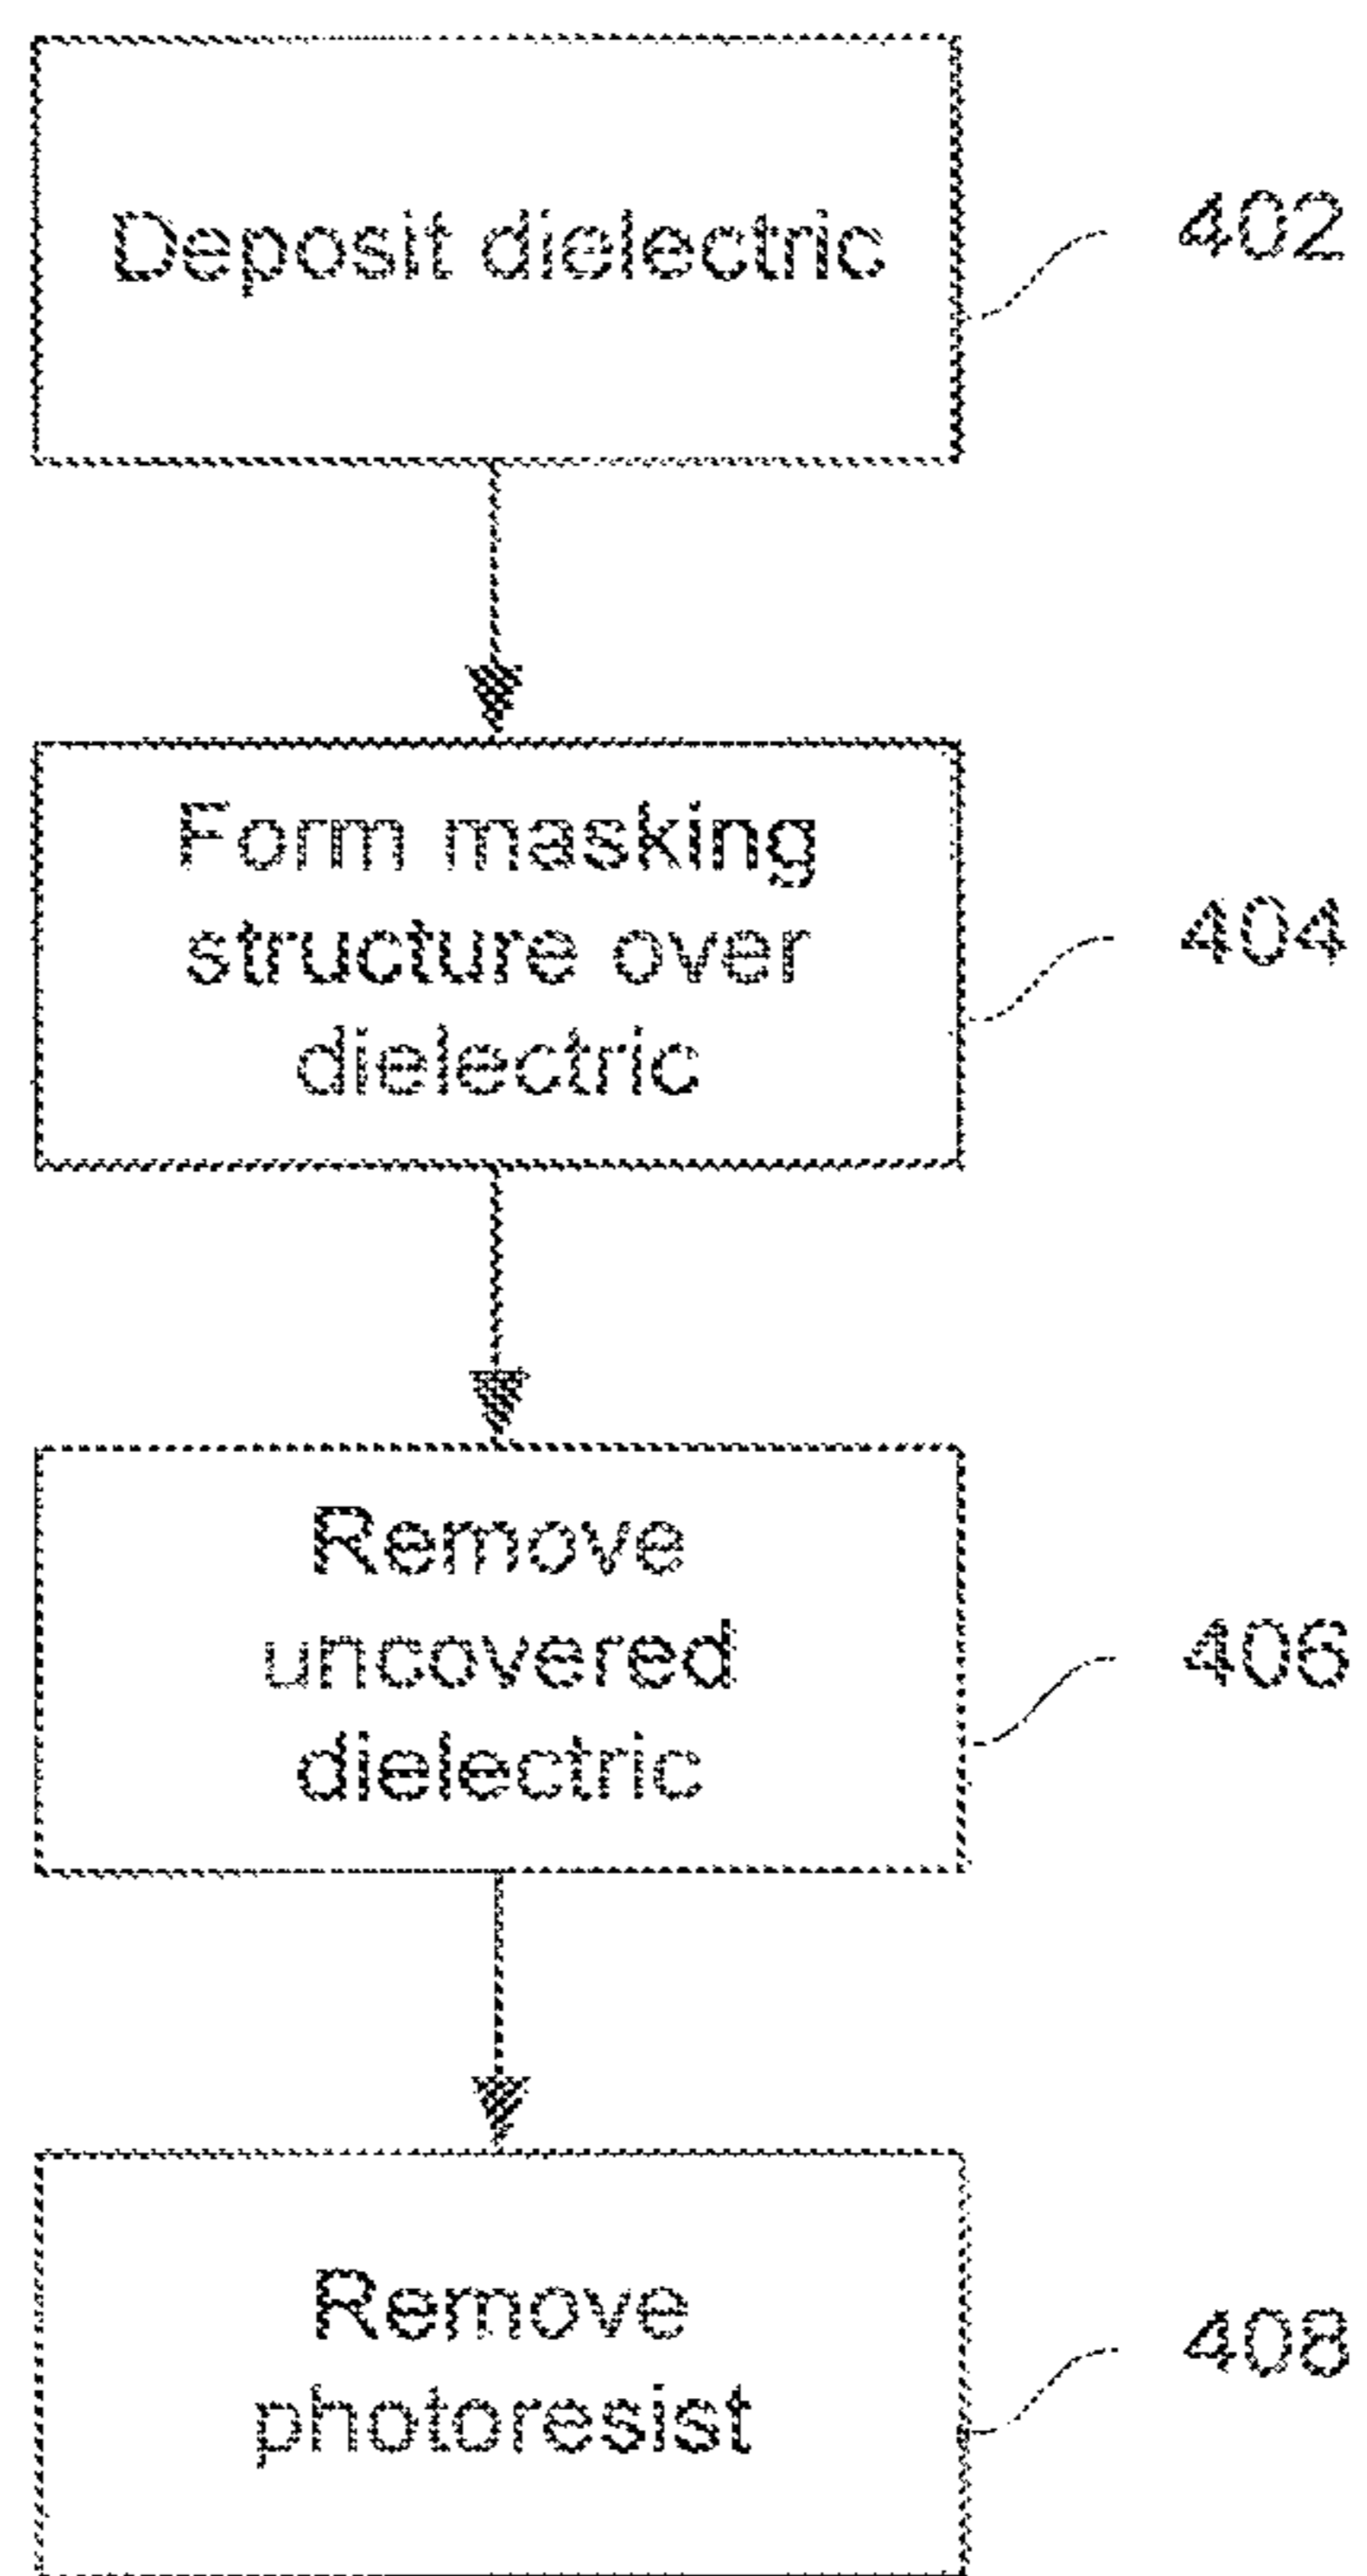 Deposit dielectric
402
Form masking
structure over
dielectric
404
Remove
uncovered
dielectric
406
Remove
photoresist
408